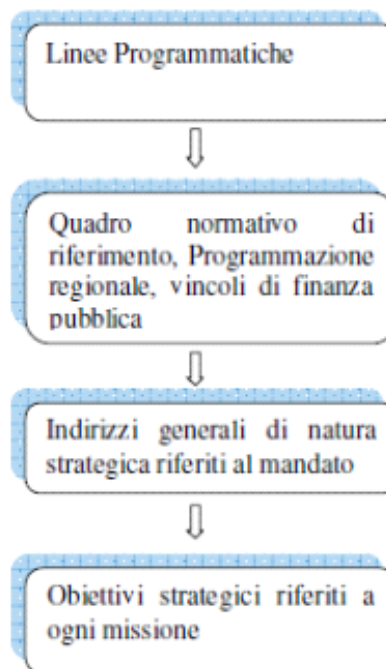 Linee Programmatiche
Quadro normativo di
riferimento, Programmazione
regionale, vincoli di finanza
pubblica
Indirizzi generali di natura
strategica riferiti al mandato
Obiettivi strategici riferiti a
ogni missione